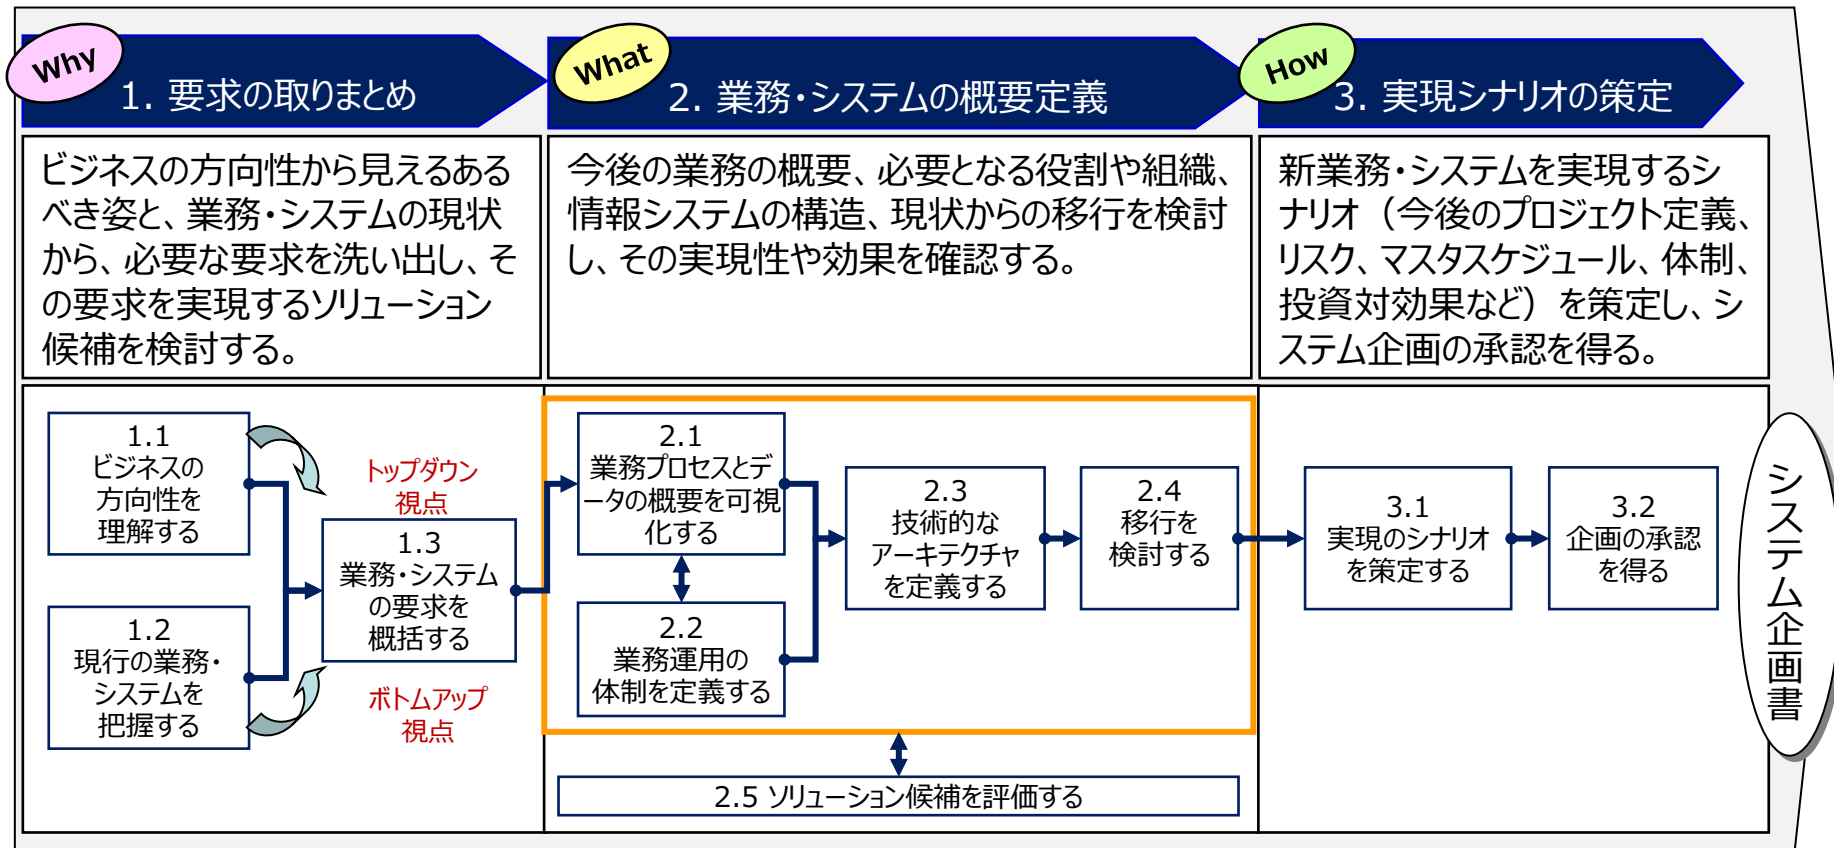 Why
1. 要求の取りまとめ
What
2. 業務・システムの概要定義
How
3. 実現シナリオの策定
ビジネスの方向性から見えるある
べき姿と、業務・システムの現状
から、必要な要求を洗い出し、そ
の要求を実現するソリューション
候補を検討する。
今後の業務の概要、必要となる役割や組織、
情報システムの構造、現状からの移行を検討
し、その実現性や効果を確認する。
新業務・システムを実現するシ
ナリオ（今後のプロジェクト定義、
リスク、マスタスケジュール、体制、
投資対効果など）を策定し、シ
ステム企画の承認を得る。
1.1
ビジネスの
方向性を
理解する
トップダウン
視点
1.2
現行の業務・
システムを
把握する
ボトムアップ
視点
1.3
業務・システム
の要求を
概括する
2.1
業務プロセスとデ
ータの概要を可視
化する
2.2
業務運用の
体制を定義する
2.3
技術的な
アーキテクチャ
を定義する
2.4
移行を
検討する
2.5 ソリューション候補を評価する
3.1
実現のシナリオ
を策定する
3.2
企画の承認
を得る
システム企画書